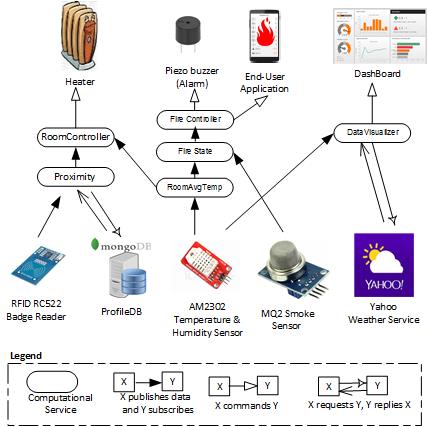 Heater
Piezo buzzer
(Alarm)
End-User
Application
DashBoard
Fire Controller
RoomController
DataVisualizer
Fire State
Proximity
RoomAvgTemp
mongoDB
YAHOO!
RFID RC522
Badge Reader
ProfileDB
AM2302
Temperature &
Humidity Sensor
MQ2 Smoke
Sensor
Yahoo
Weather Service
Legend
Computational
Service
X
Y
X publishes data
and Y subscribes
X
Y
X commands Y
X
Y
X requests Y, Y replies X